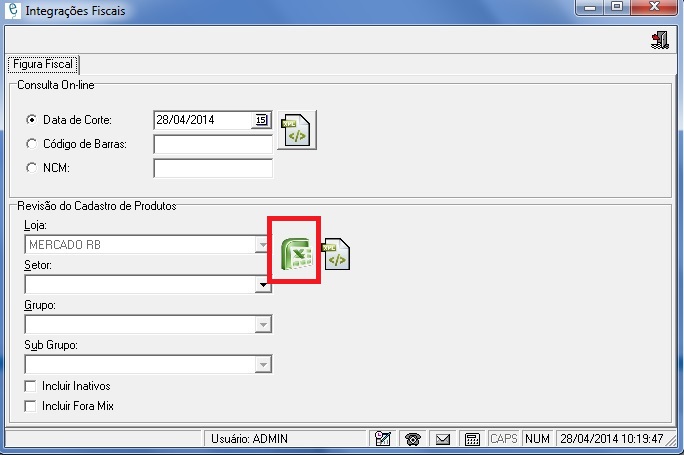 Integrações Fiscais
Figura Fiscal
Consulta On-line
Data de Corte: 28/04/2014 15
Código de Barras:
NCM:
Revisão do Cadastro de Produtos
Loja:
MERCADO RB
Setor:
Grupo:
Sub Grupo:
Incluir Inativos
Incluir Fora Mix
Usuário: ADMIN CAPS NUM 28/04/2014 10:19:47